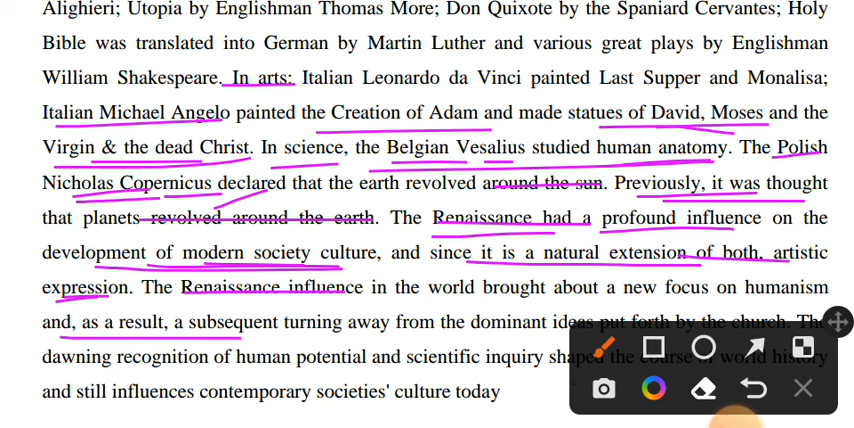 Alighieri; Utopia by Englishman Thomas More; Don Quixote by the Spaniard Cervantes; Holy
Bible was translated into German by Martin Luther and various great plays by Englishman
William Shakespeare. In arts: Italian Leonardo da Vinci painted Last Supper and Monalisa;
Italian Michael Angelo painted the Creation of Adam and made statues of David, Moses and the
Virgin & the dead Christ. In science, the Belgian Vesalius studied human anatomy. The Polish
Nicholas Copernicus declared that the earth revolved around the sun. Previously, it was thought
that planets revolved around the earth. The Renaissance had a profound influence on the
development of modern society culture, and since it is a natural extension of both, artistic
expression. The Renaissance influence in the world brought about a new focus on humanism
and, as a result, a subsequent turning away from the dominant ideas put forth by the church. The
dawning recognition of human potential and scientific inquiry shaped the course of world history
and still influences contemporary societies' culture today